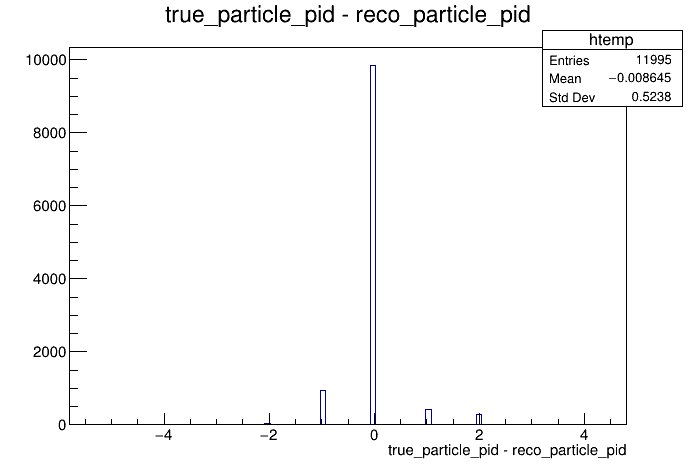 true_particle_pid - reco_particle_pid
htemp
Entries 11995
Mean −0.008645
Std Dev 0.5238
10000
8000
6000
4000
2000
0
−4 −2 0 2 4
true_particle_pid - reco_particle_pid